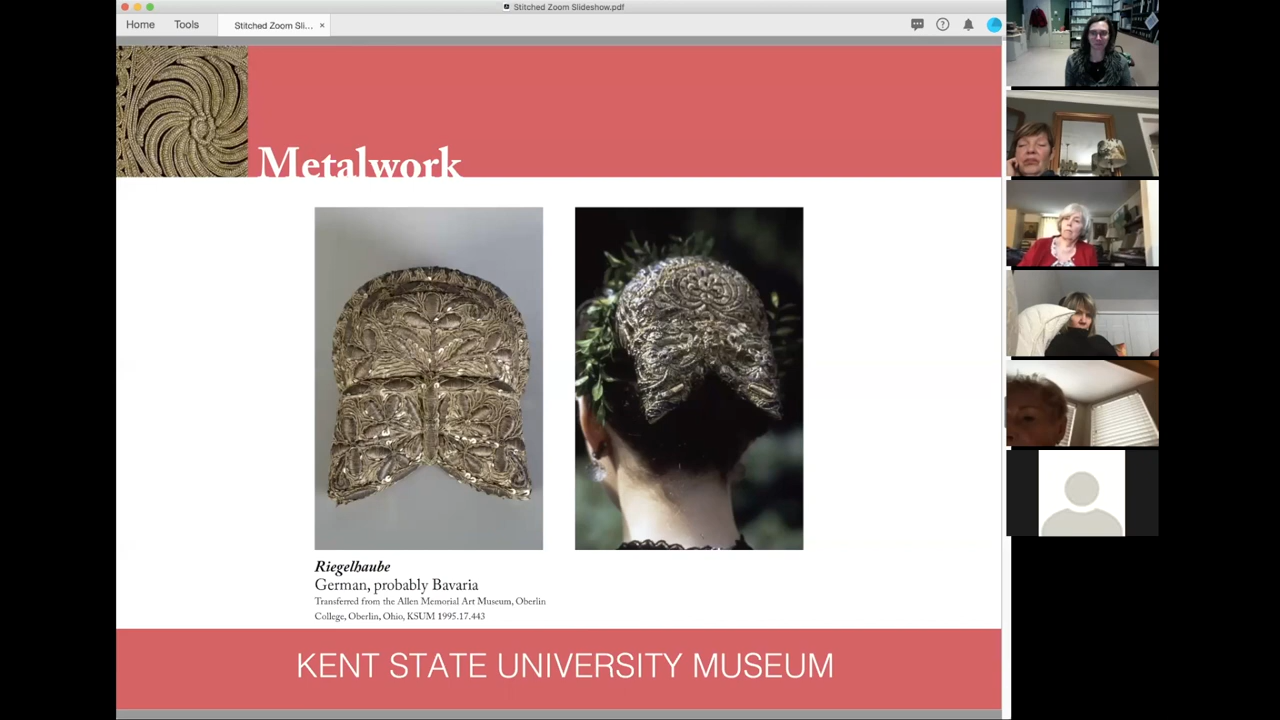 Stitched Zoom Slideshow.pdf
Home Tools Stitched Zoom Sli... ×
Metalwork
Riegelhaube
German, probably Bavaria
Transferred from the Allen Memorial Art Museum, Oberlin
College, Oberlin, Ohio, KSUM 1995.17.443
KENT STATE UNIVERSITY MUSEUM